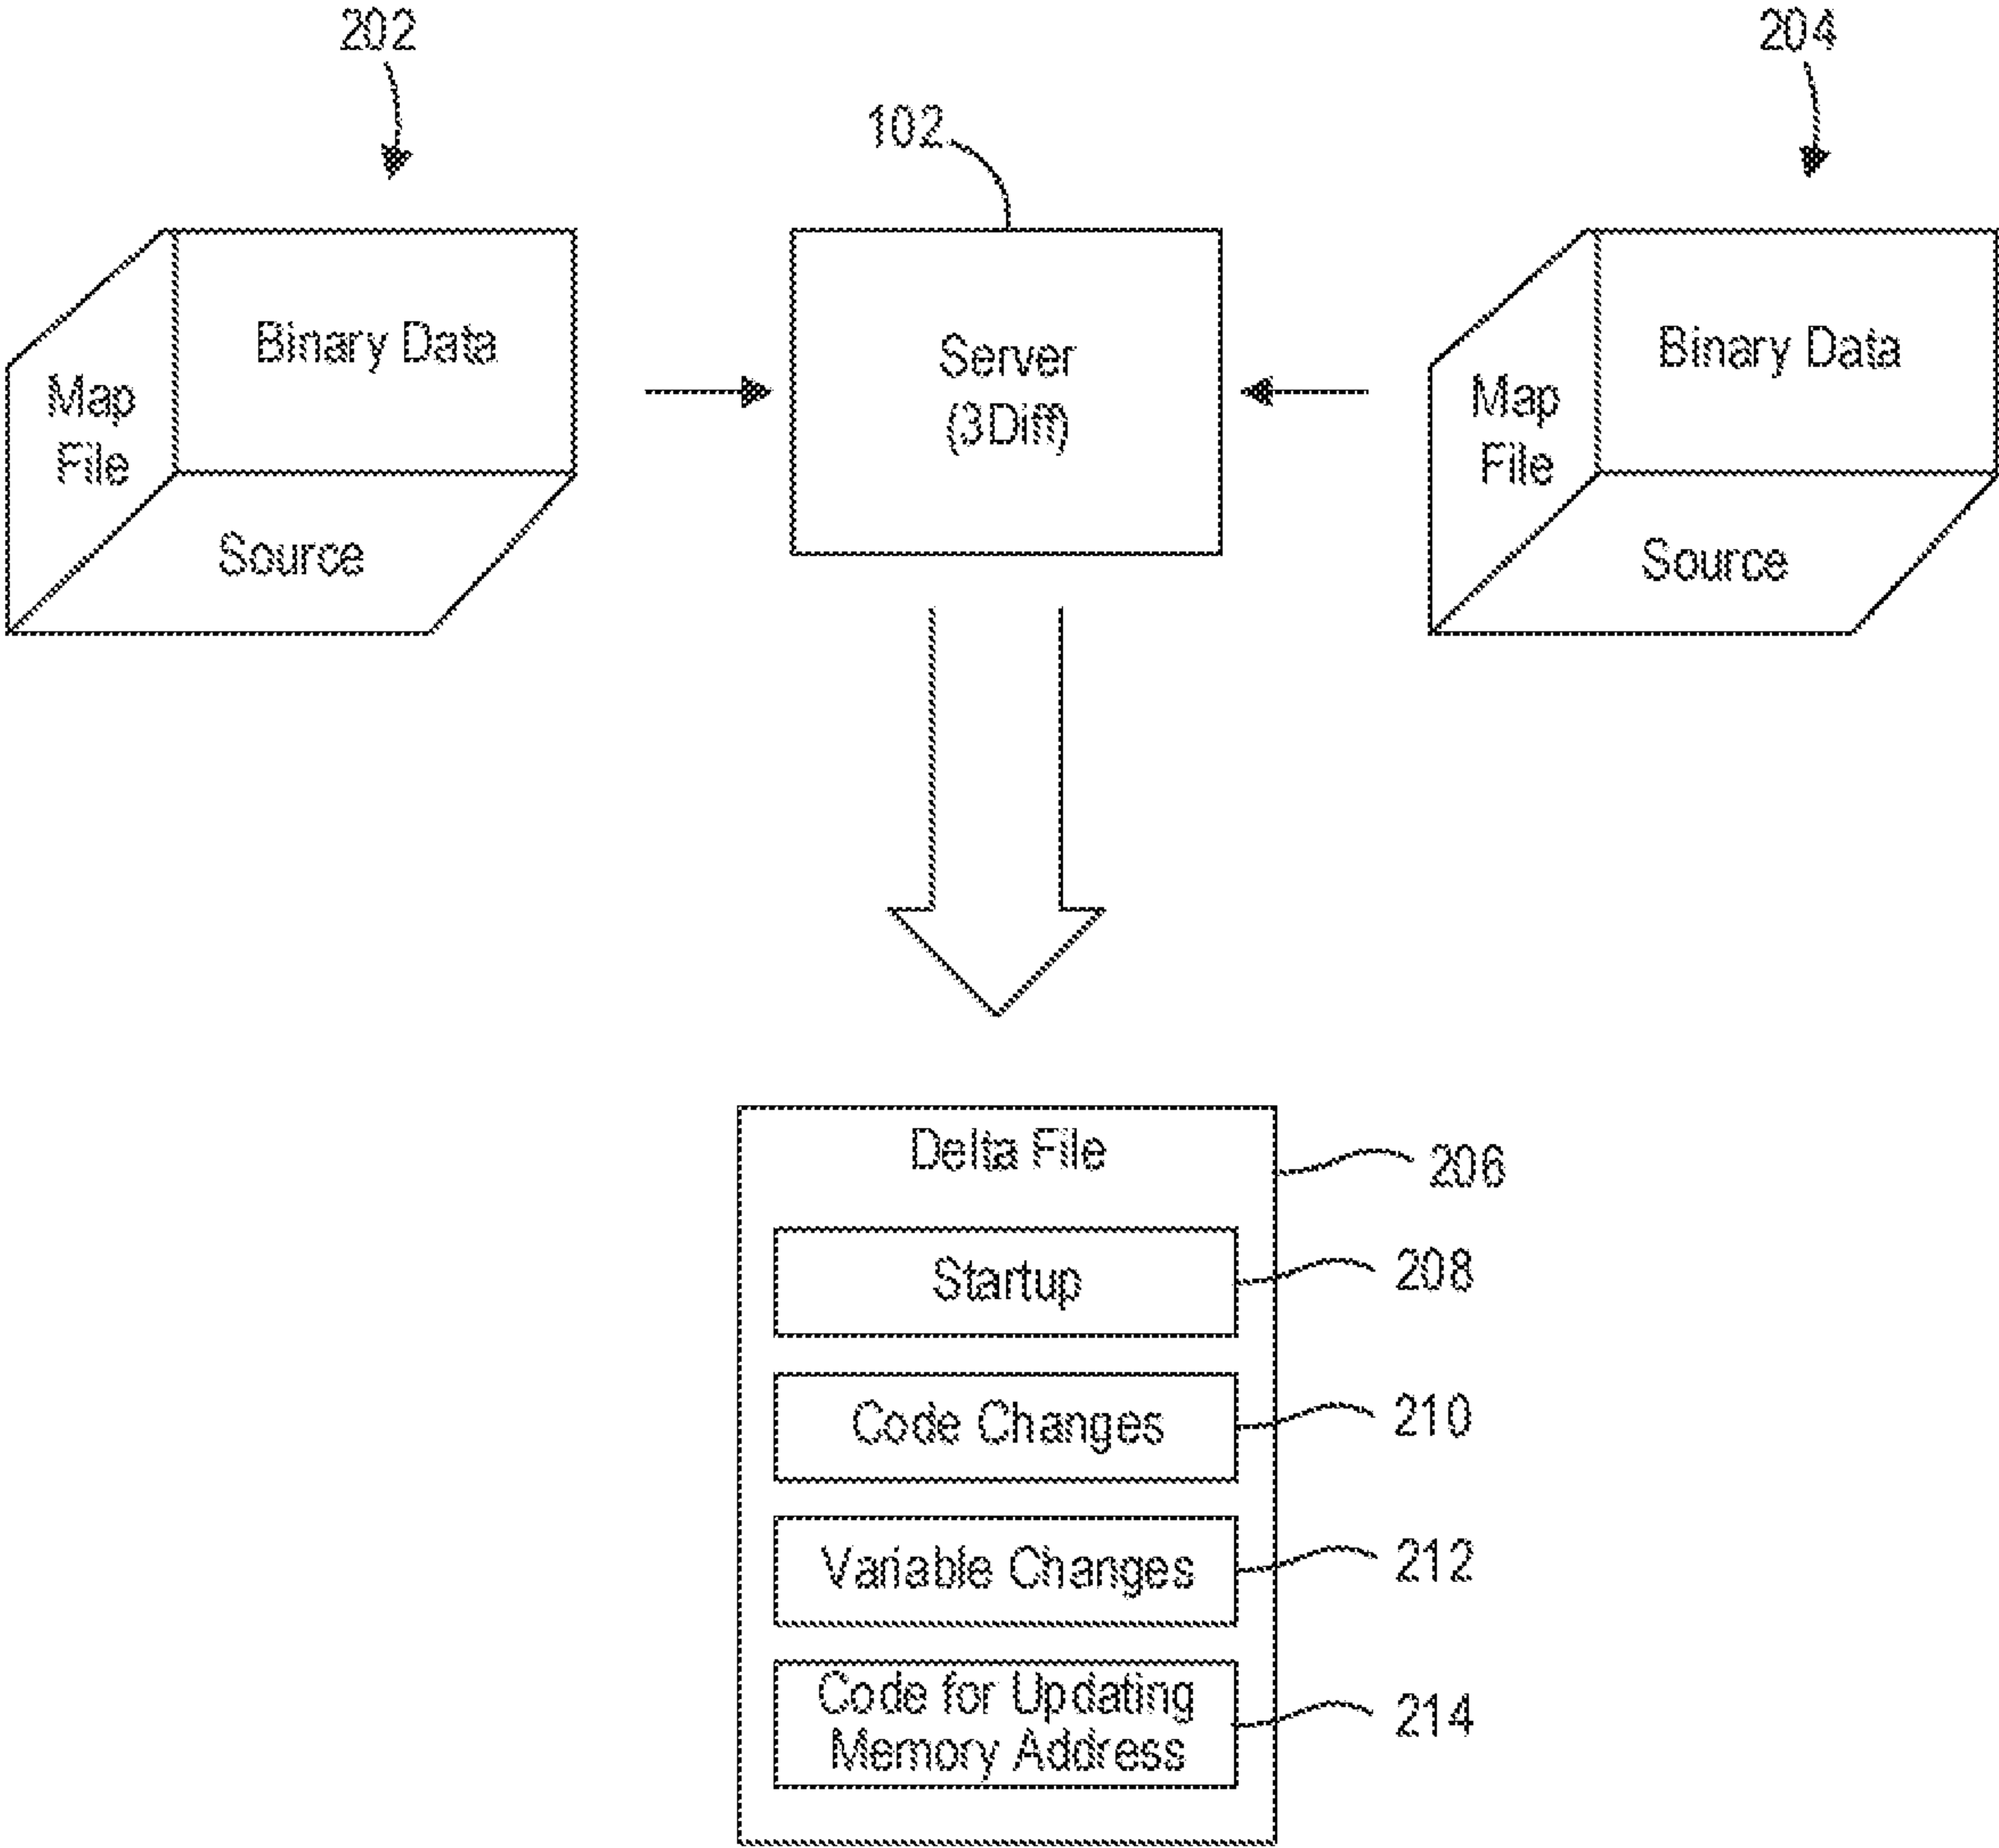 202
204
102
Binary Data
Map
File
Source
Server
(3Diff)
Binary Data
Map
File
Source
Delta File
206
Startup
208
Code Changes
210
Variable Changes
212
Code for Updating
Memory Address
214